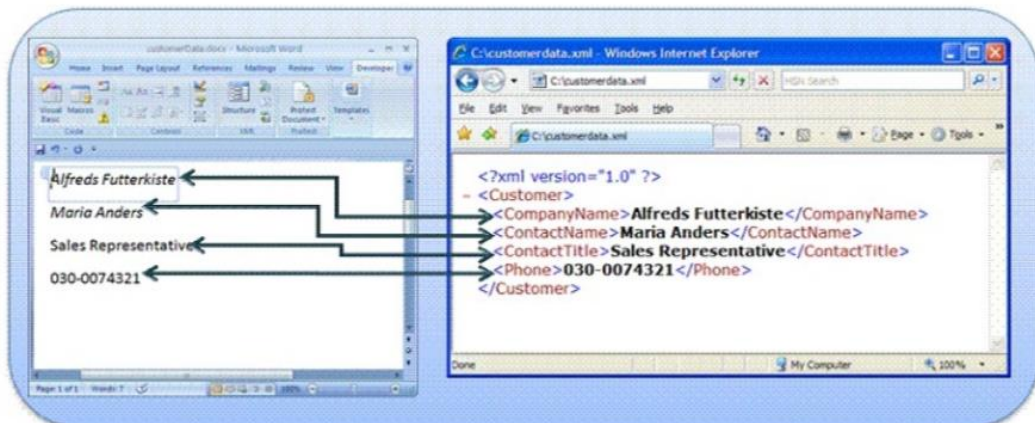 customerData.docx - Microsoft Word
Home Insert Page Layout References Mailings Review View Developer
Visual Basic
Macros
Structure
Protect Document
Templates
Code
Controls
XML
Protect
Alfreds Futterkiste
Maria Anders
Sales Representative
030-0074321
Page: 1 of 1 Words: 7
C:\customerdata.xml - Windows Internet Explorer
C:\customerdata.xml
MSN Search
File Edit View Favorites Tools Help
C:\customerdata.xml
Page Tools
<?xml version="1.0" ?>
- <Customer>
<CompanyName>Alfreds Futterkiste</CompanyName>
<ContactName>Maria Anders</ContactName>
<ContactTitle>Sales Representative</ContactTitle>
<Phone>030-0074321</Phone>
</Customer>
Done
My Computer
100%